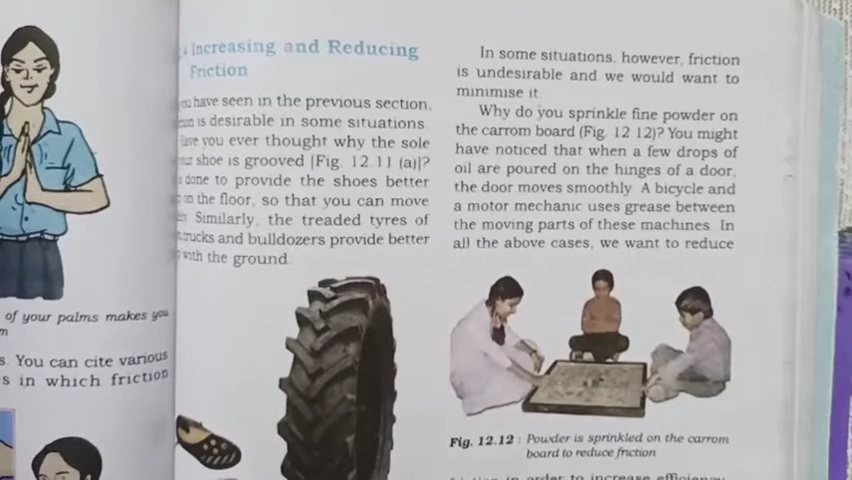 of your palms makes you
s. You can cite various
s in which friction
Increasing and Reducing
Friction
have seen in the previous section,
is desirable in some situations
you ever thought why the sole
shoe is grooved [Fig. 12 11 (a)]?
done to provide the shoes better
on the floor, so that you can move
Similarly, the treaded tyres of
trucks and bulldozers provide better
with the ground.
In some situations, however, friction
is undesirable and we would want to
minimise it.
Why do you sprinkle fine powder on
the carrom board (Fig. 12 12)? You might
have noticed that when a few drops of
oil are poured on the hinges of a door,
the door moves smoothly A bicycle and
a motor mechanic uses grease between
the moving parts of these machines In
all the above cases, we want to reduce
Fig. 12.12 : Powder is sprinkled on the carrom
board to reduce friction
friction in order to increase efficiency